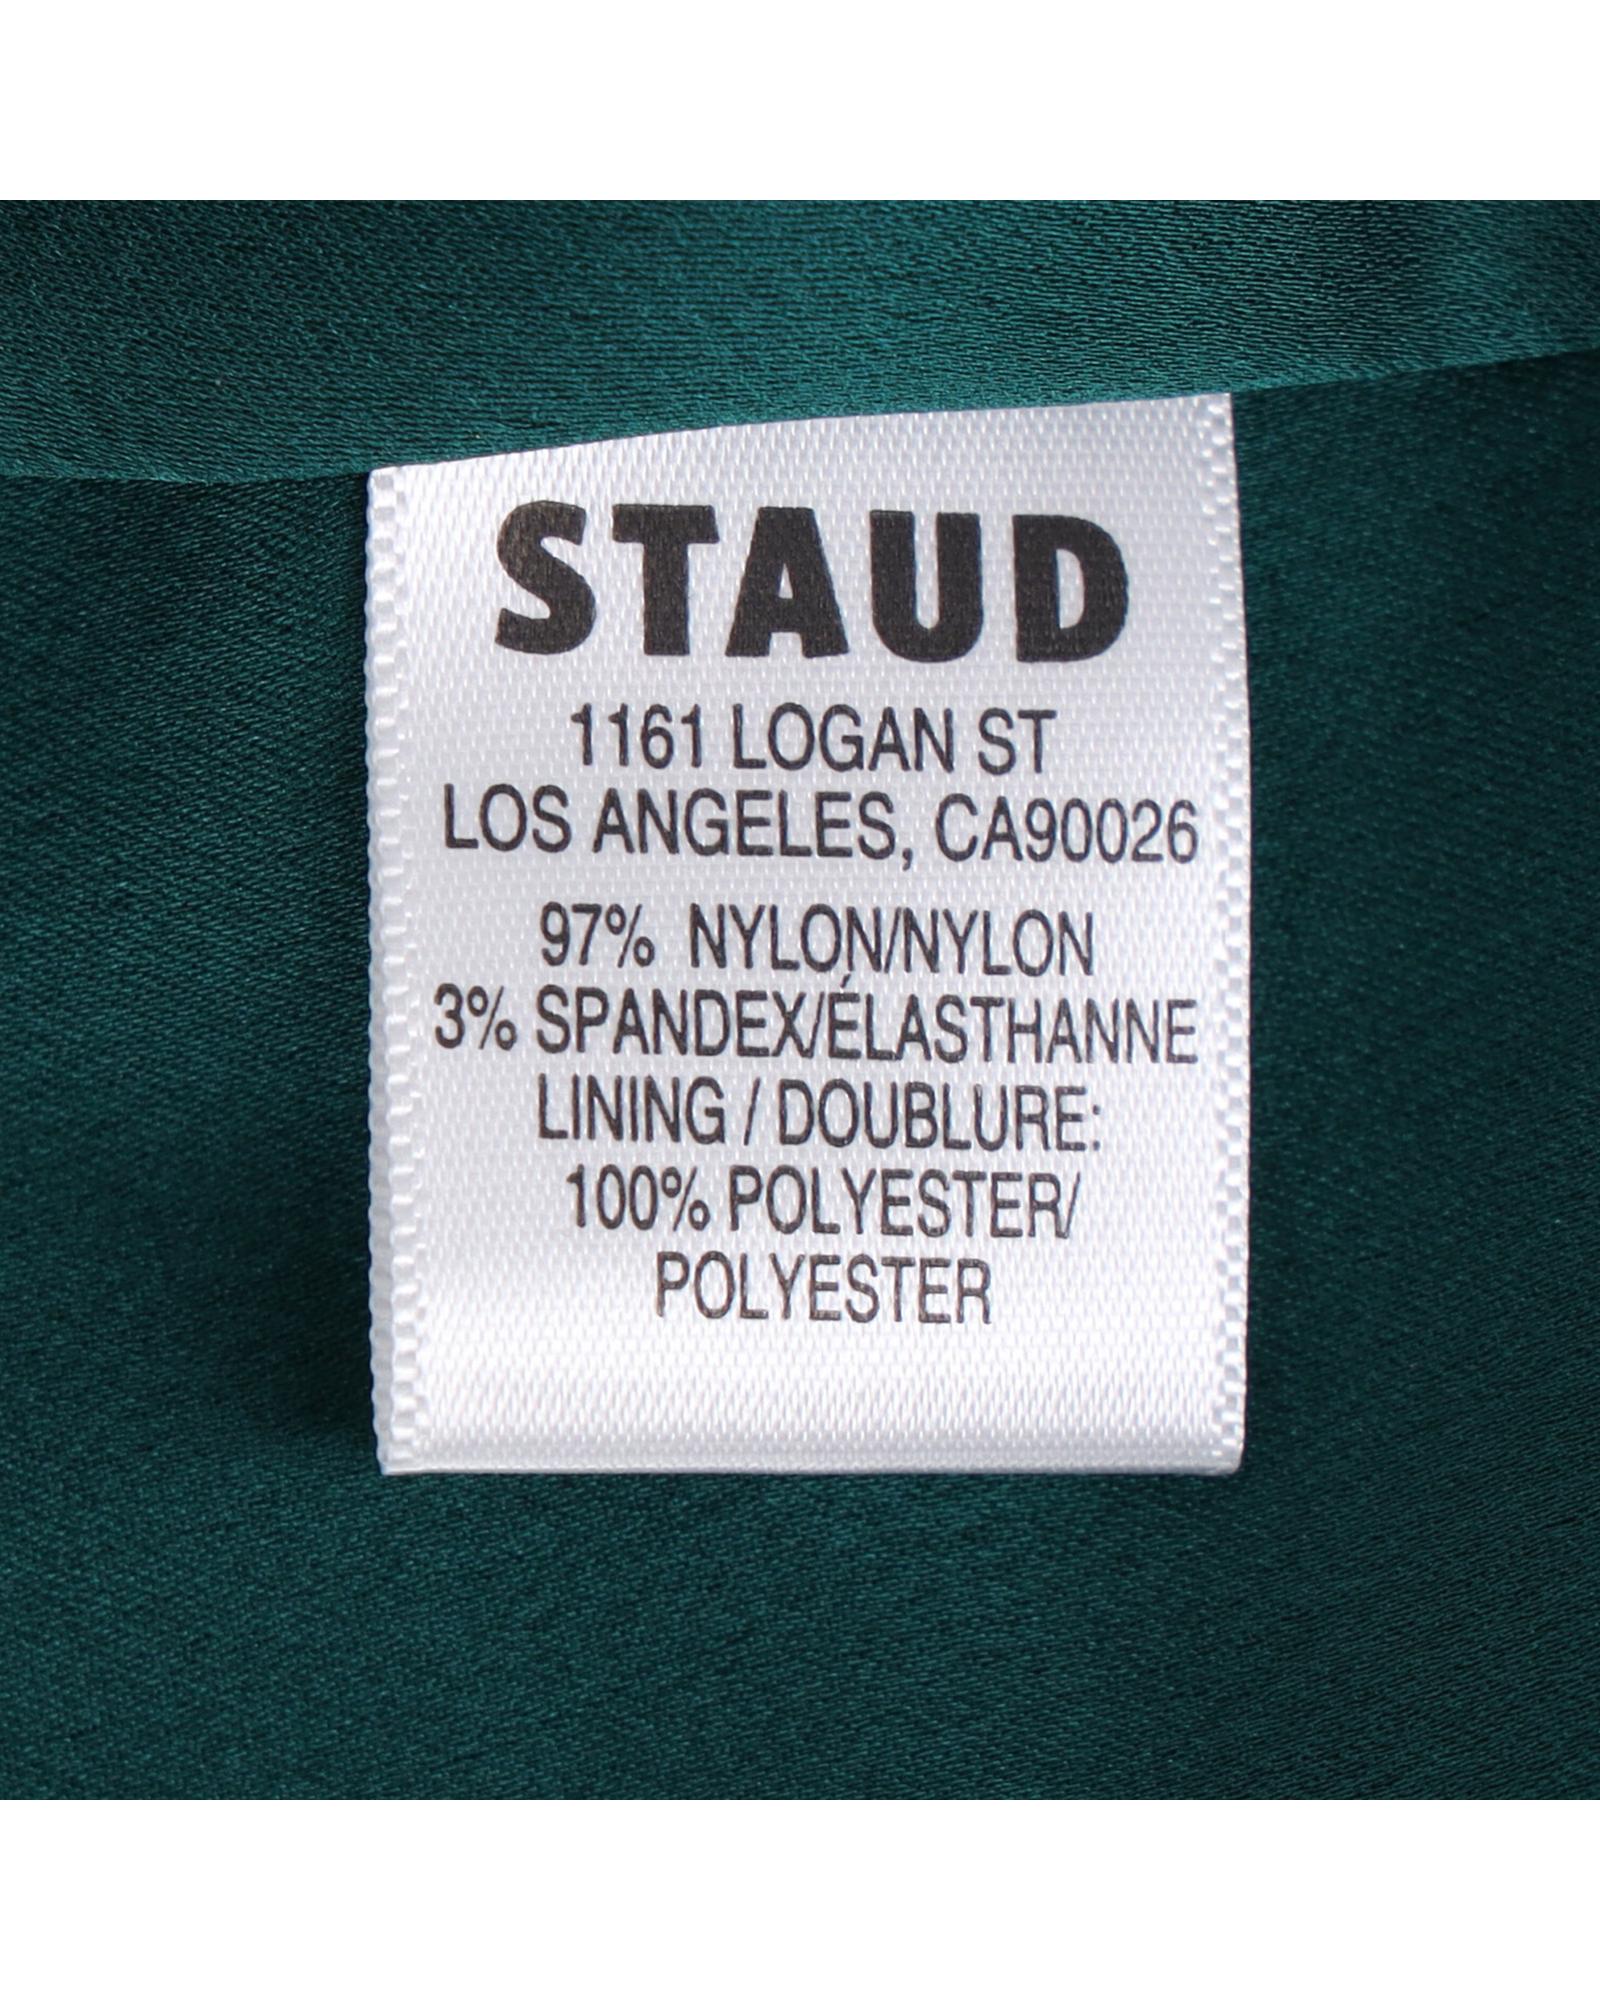 STAUD
1161 LOGAN ST
LOS ANGELES, CA90026
97% NYLON/NYLON
3% SPANDEX/ÉLASTHANNE
LINING / DOUBLURE:
100% POLYESTER/
POLYESTER